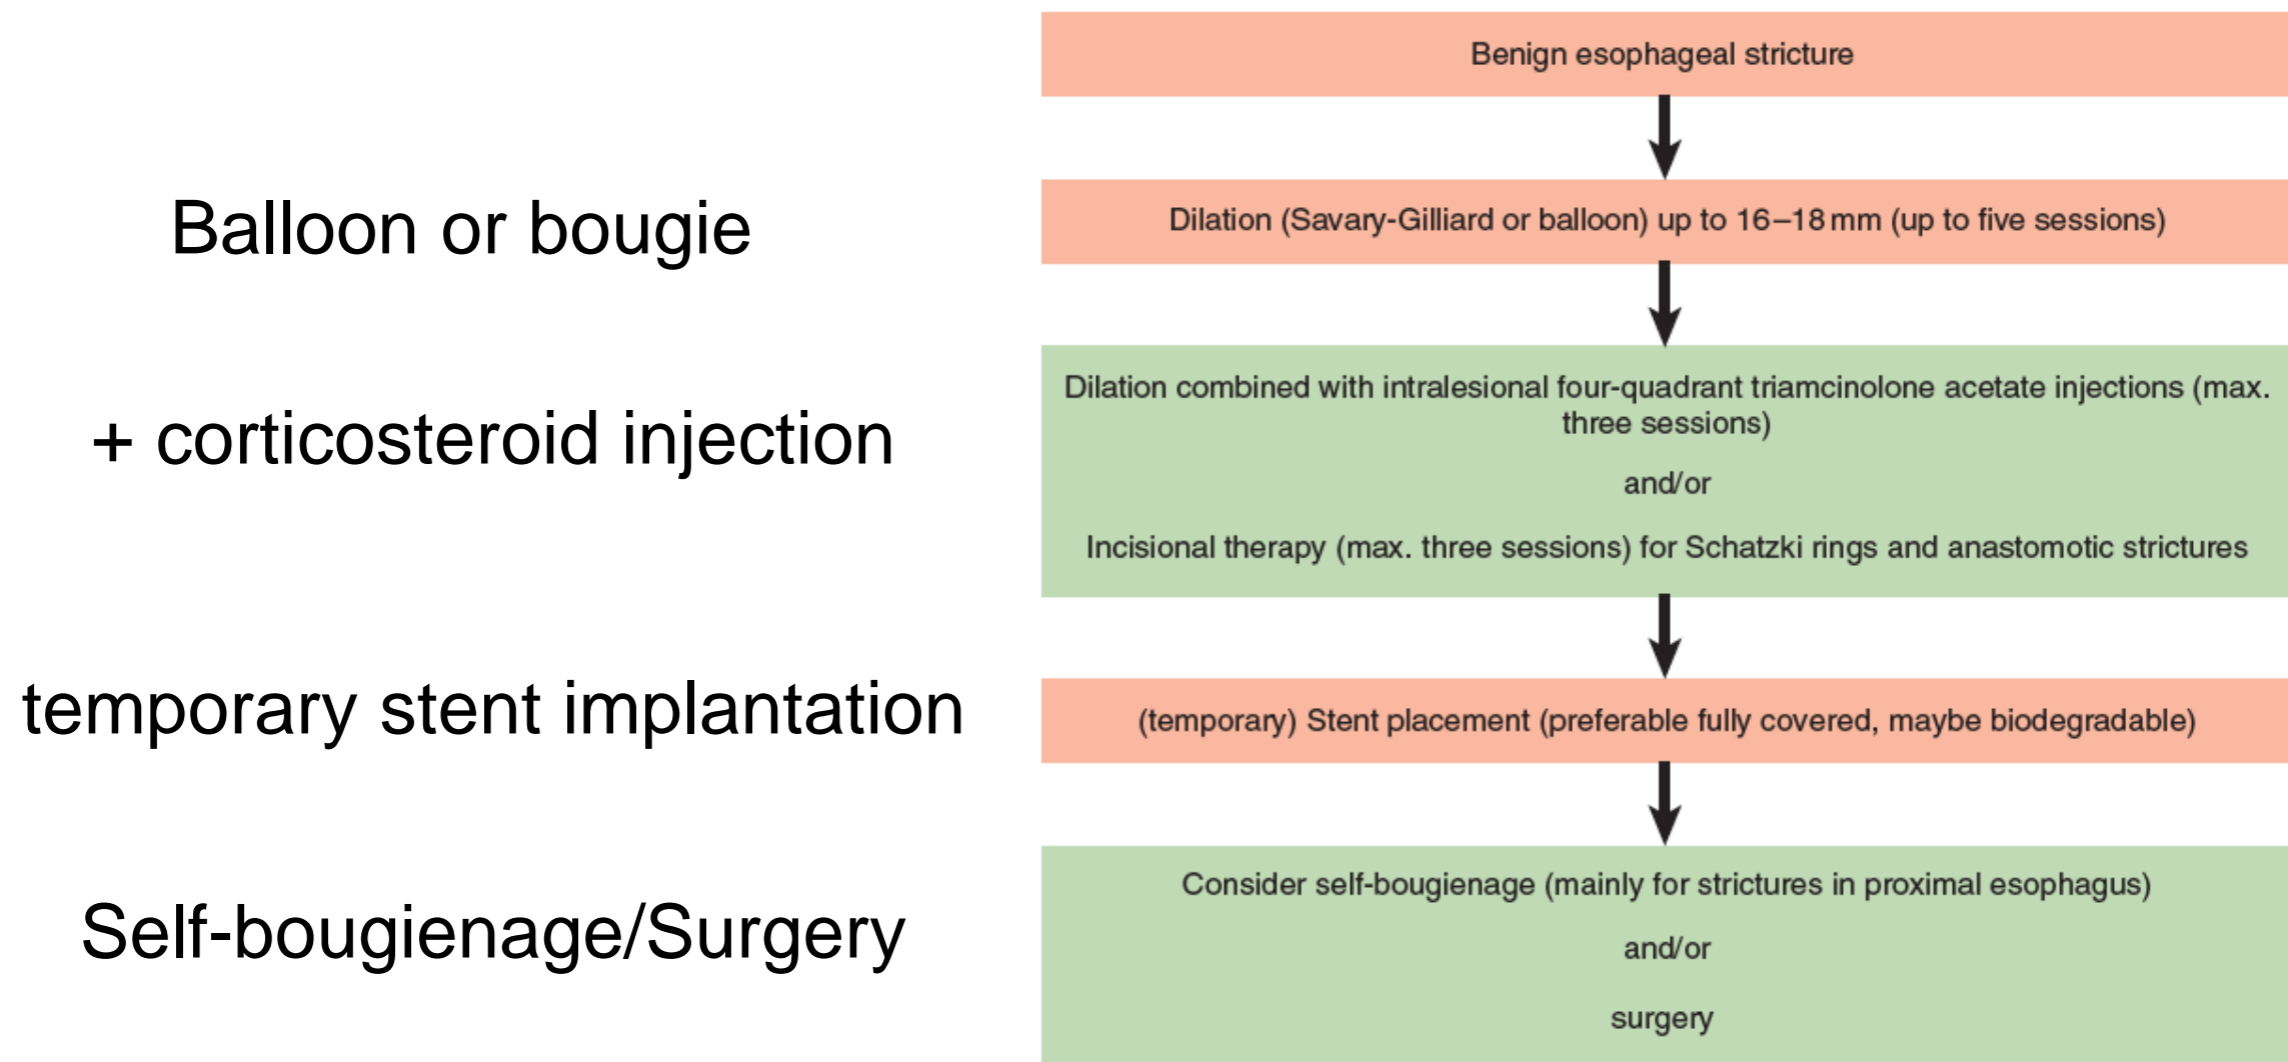 Benign esophageal stricture
Balloon or bougie
Dilation (Savary-Gilliard or balloon) up to 16–18 mm (up to five sessions)
+ corticosteroid injection
Dilation combined with intralesional four-quadrant triamcinolone acetate injections (max.
three sessions)
and/or
Incisional therapy (max. three sessions) for Schatzki rings and anastomotic strictures
temporary stent implantation
(temporary) Stent placement (preferable fully covered, maybe biodegradable)
Self-bougienage/Surgery
Consider self-bougienage (mainly for strictures in proximal esophagus)
and/or
surgery